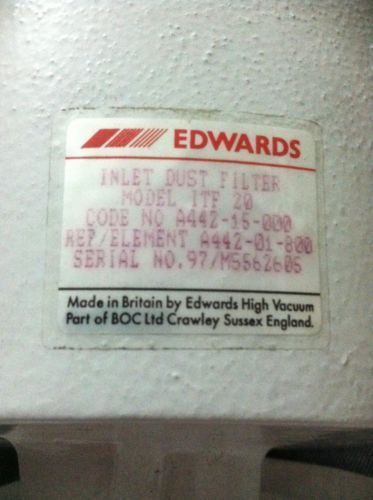 EDWARDS
INLET DUST FILTER
MODEL ITF 20
CODE NO A442-15-000
REP/ELEMENT A442-01-800
SERIAL NO.97/M5562605
Made in Britain by Edwards High Vacuum
Part of BOC Ltd Crawley Sussex England.